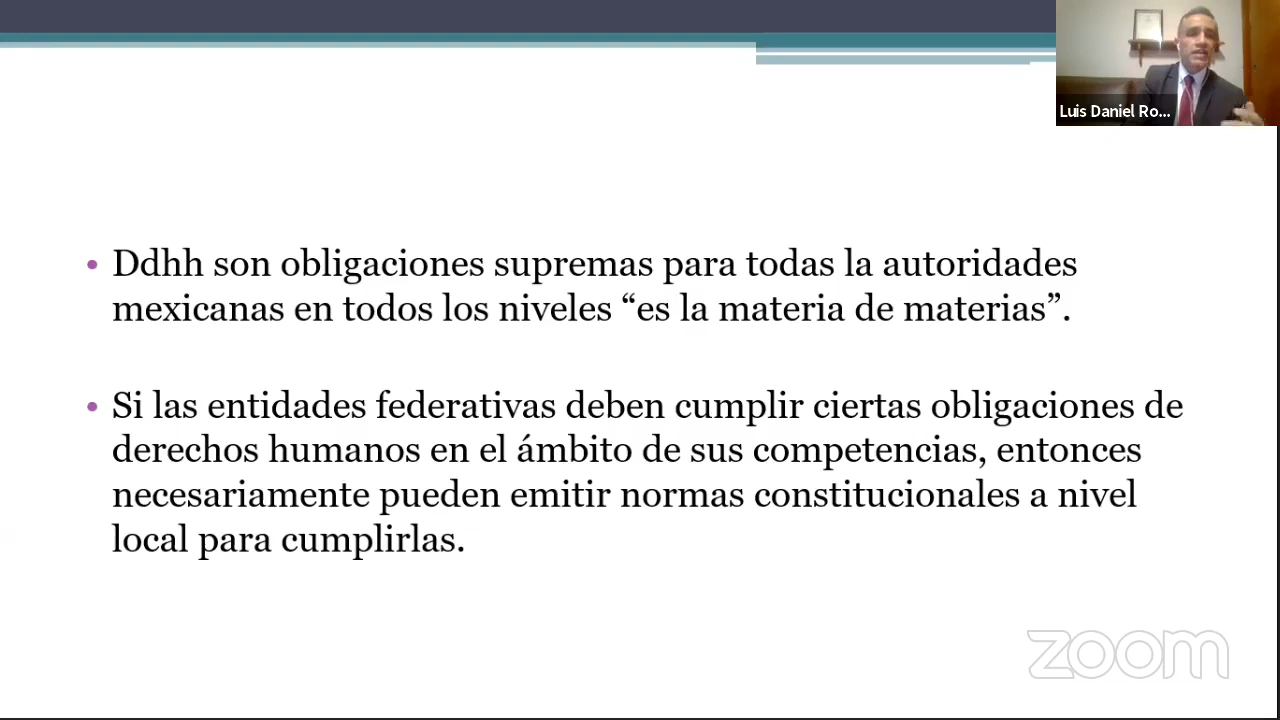 Luis Daniel Ro...
• Ddhh son obligaciones supremas para todas la autoridades
mexicanas en todos los niveles “es la materia de materias”.
• Si las entidades federativas deben cumplir ciertas obligaciones de
derechos humanos en el ámbito de sus competencias, entonces
necesariamente pueden emitir normas constitucionales a nivel
local para cumplirlas.
zoom